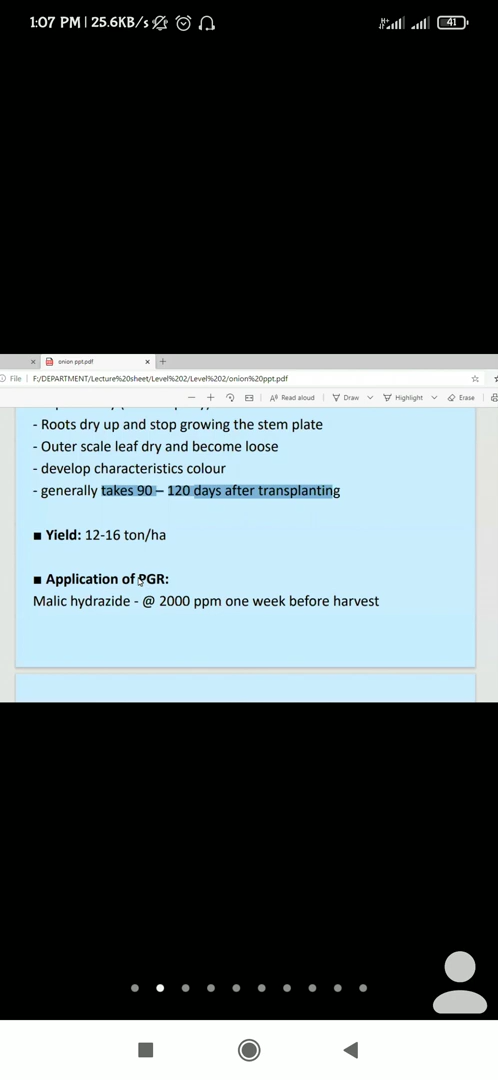 1:07 PM | 25.6KB/s
H+
41
onion ppt.pdf
File F:/DEPARTMENT/Lecture%20sheet/Level%202/Level%202/onion%20ppt.pdf
Read aloud Draw Highlight Erase
- Roots dry up and stop growing the stem plate
- Outer scale leaf dry and become loose
- develop characteristics colour
- generally takes 90 – 120 days after transplanting
■ Yield: 12-16 ton/ha
■ Application of PGR:
Malic hydrazide - @ 2000 ppm one week before harvest